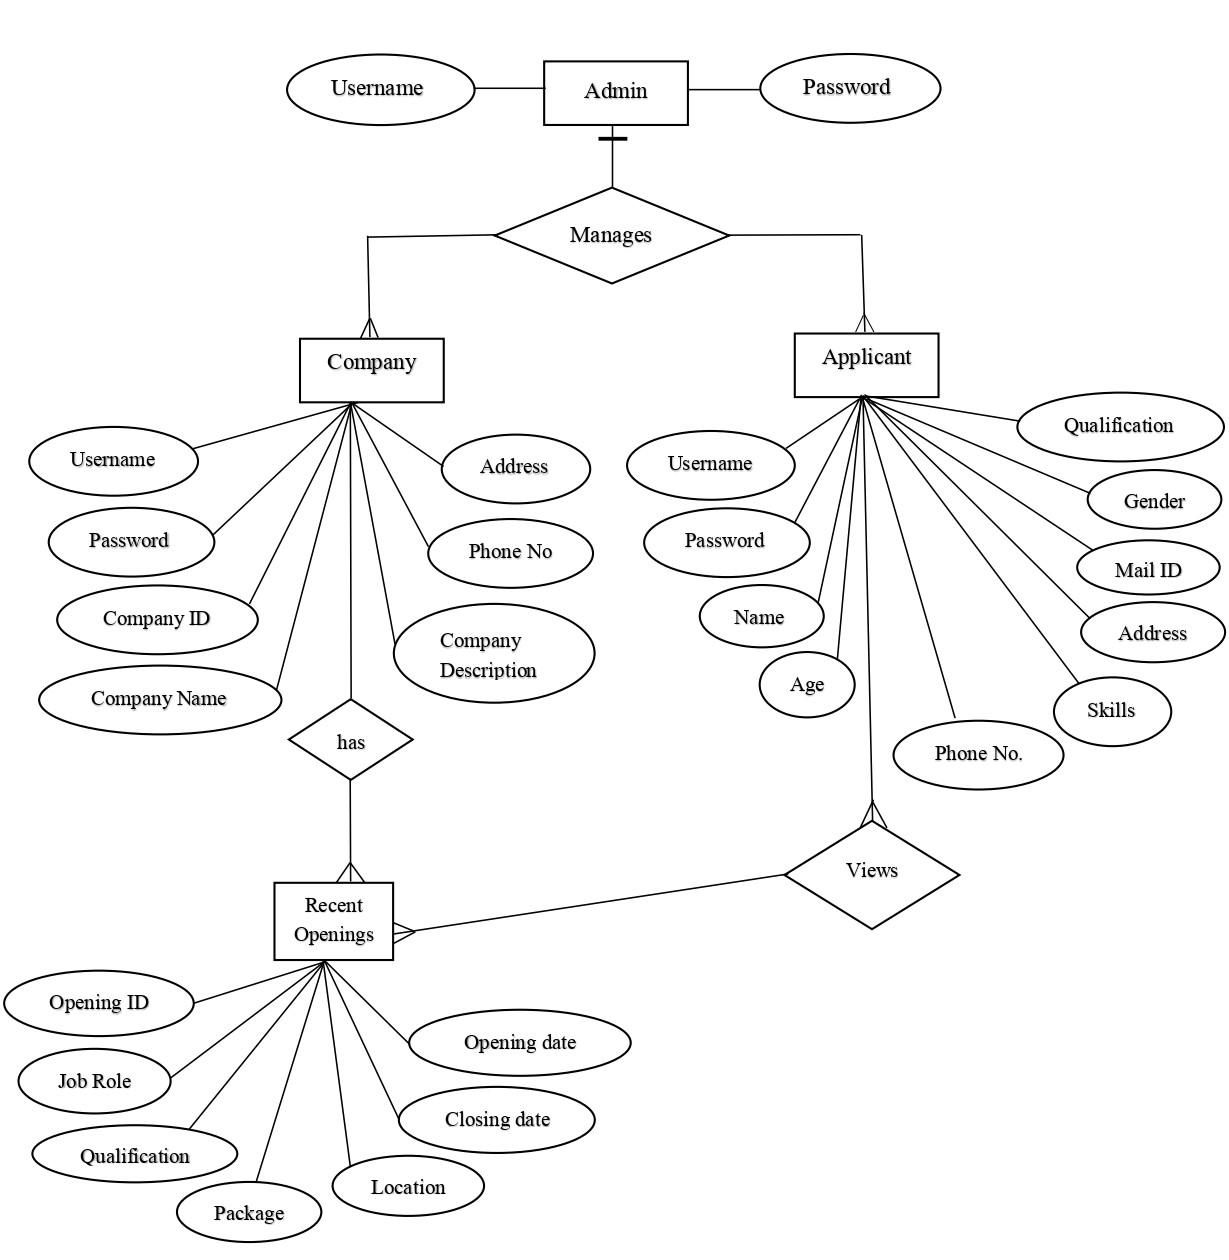 Username
Admin
Password
Manages
Company
Applicant
Username
Password
Company ID
Company Name
Address
Phone No
Company
Description
has
Username
Password
Name
Age
Qualification
Gender
Mail ID
Address
Skills
Phone No.
Views
Recent
Openings
Opening ID
Job Role
Qualification
Package
Location
Closing date
Opening date